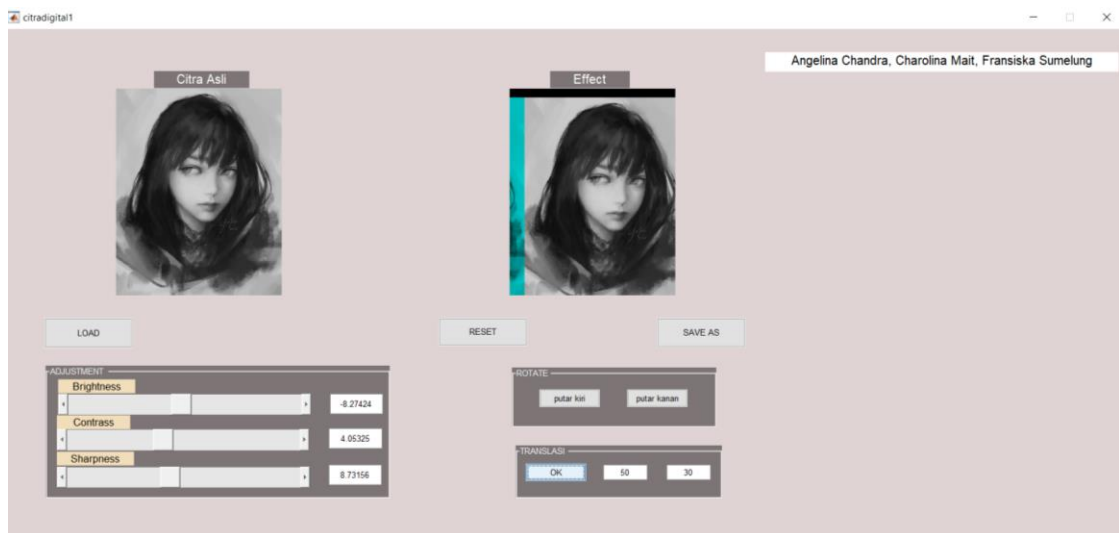 citradigital1
Angelina Chandra, Charolina Mait, Fransiska Sumelung
Citra Asli
Effect
LOAD
RESET
SAVE AS
ADJUSTMENT
Brightness
-8.27424
Contrass
4.05325
Sharpness
8.73156
ROTATE
putar kiri
putar kanan
TRANSLASI
OK
50
30